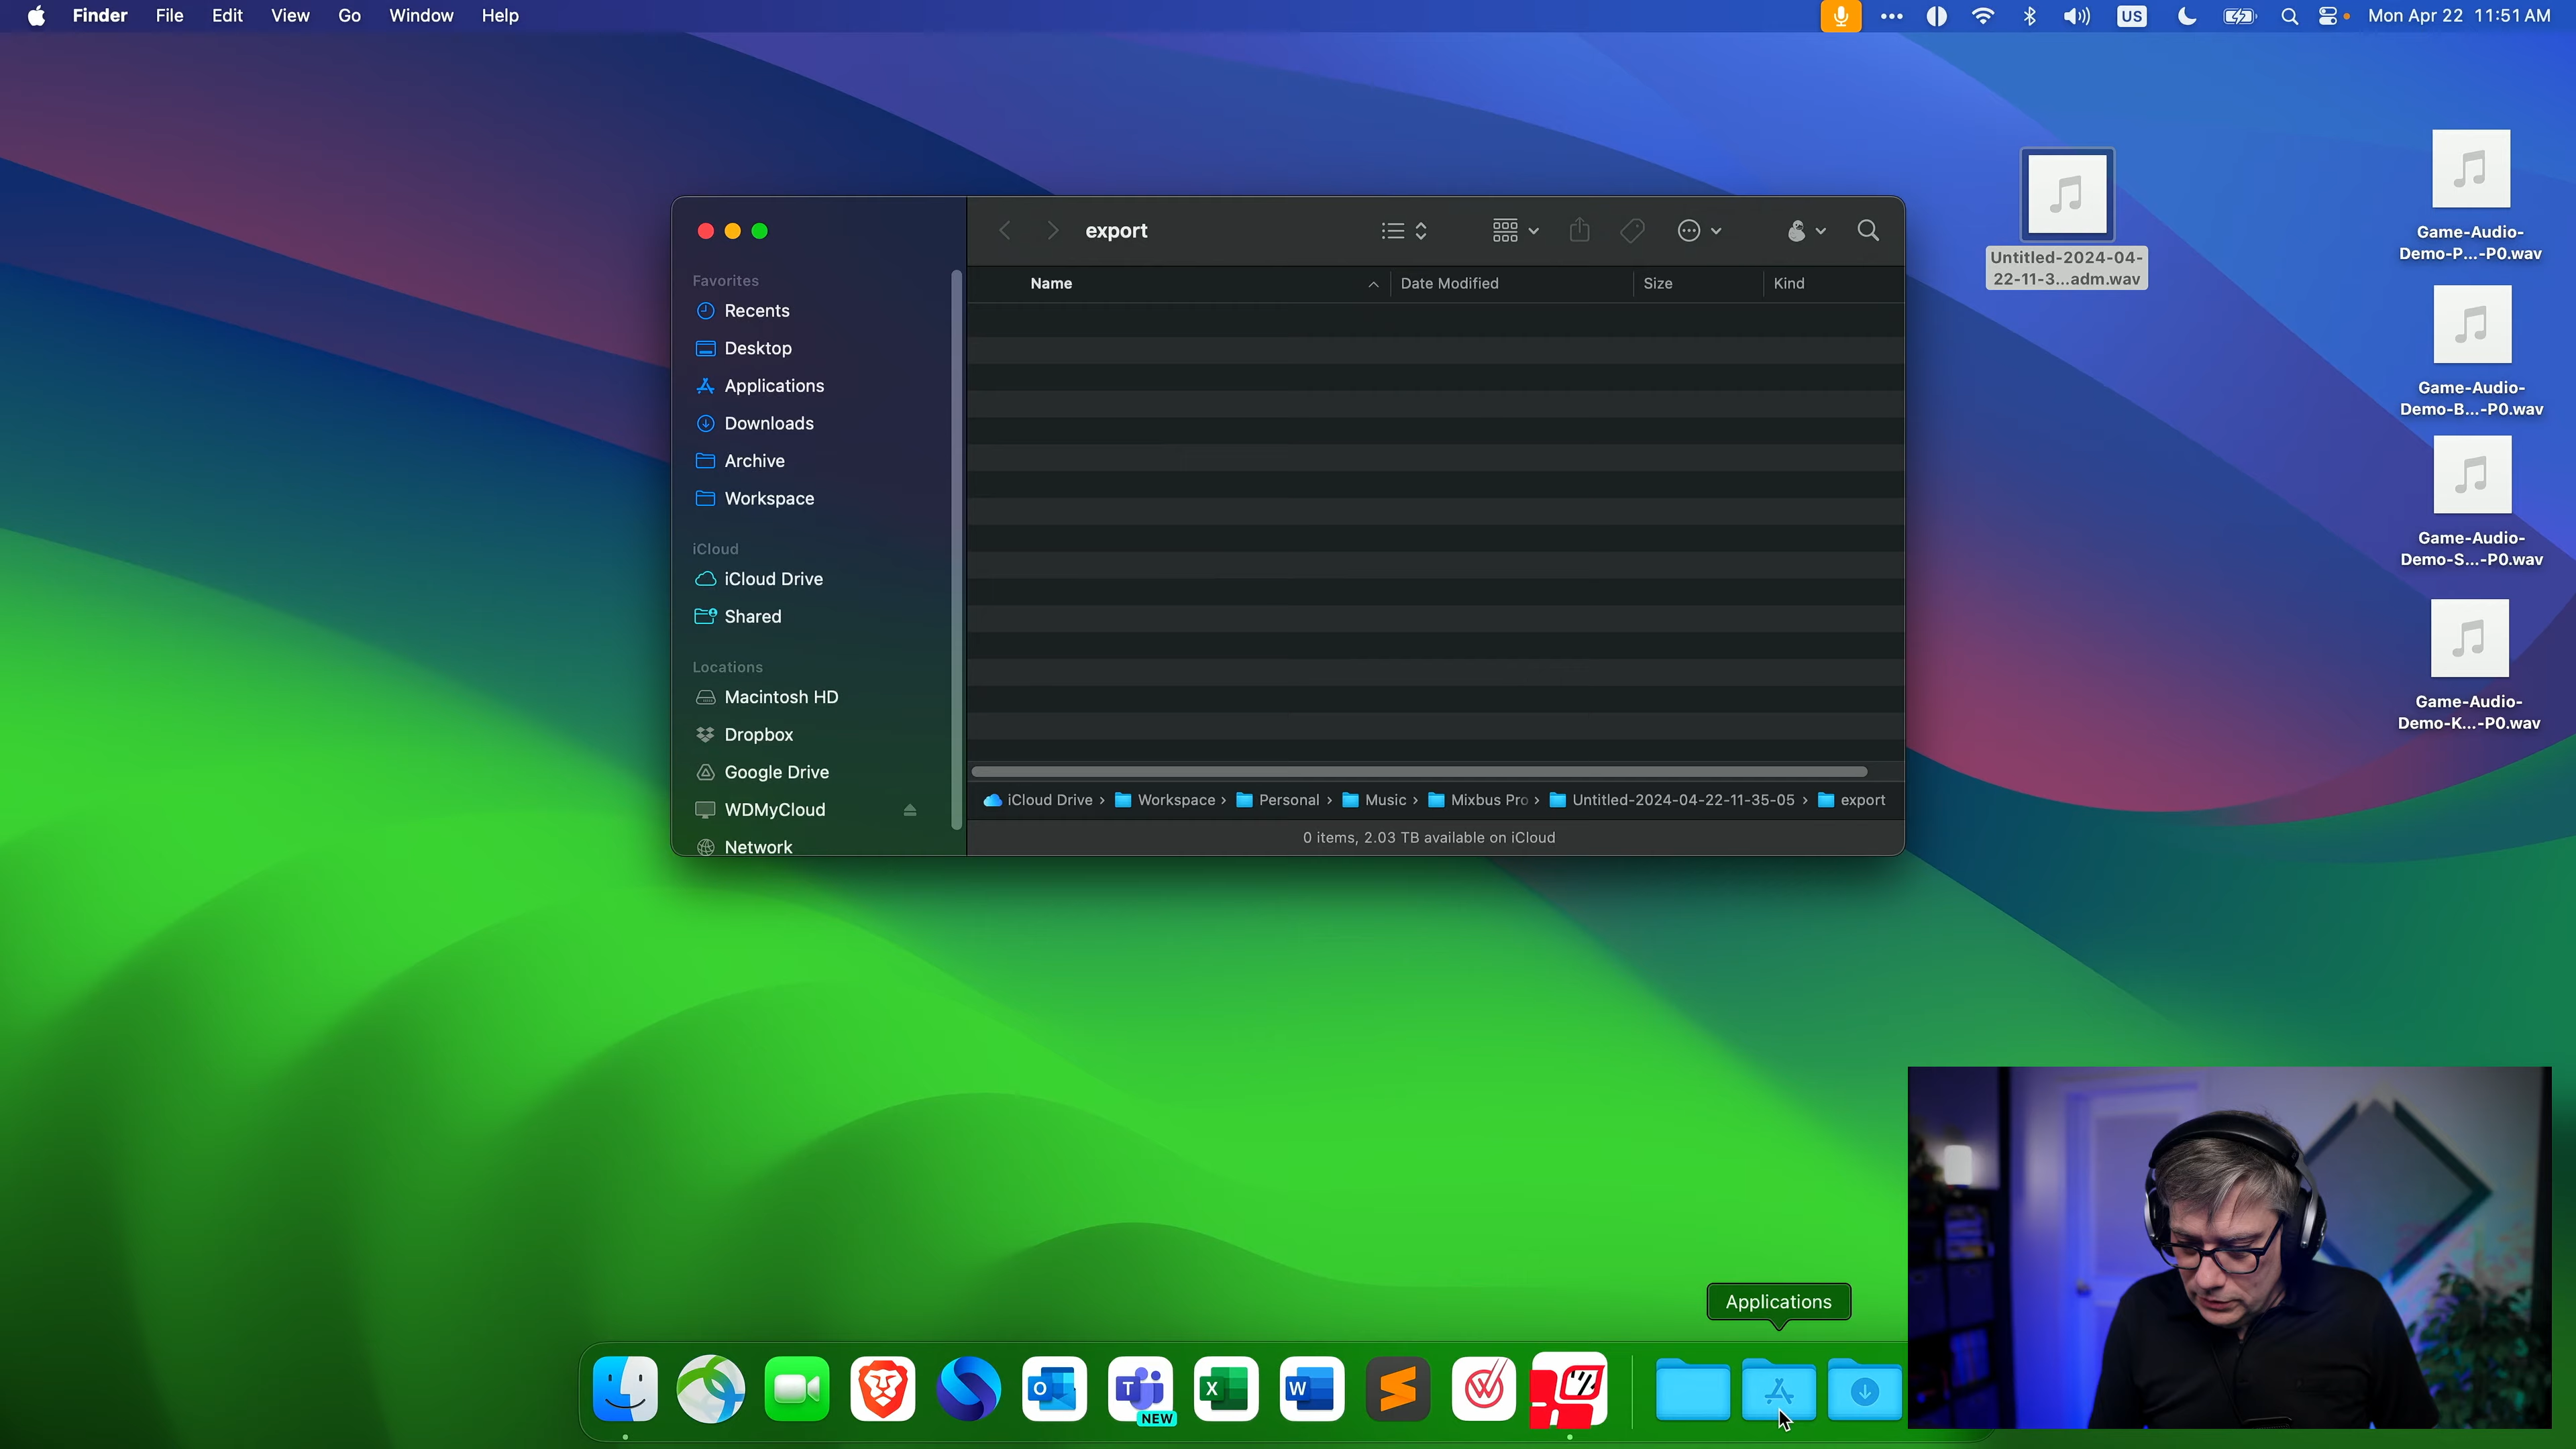 Finder File Edit View Go Window Help
US Mon Apr 22 11:51 AM
export
Favorites
Recents
Desktop
Applications
Downloads
Archive
Workspace
iCloud
iCloud Drive
Shared
Locations
Macintosh HD
Dropbox
Google Drive
WDMyCloud
Network
Name Date Modified Size Kind
iCloud Drive › Workspace › Personal › Music › Mixbus Pro › Untitled-2024-04-22-11-35-05 › export
0 items, 2.03 TB available on iCloud
Untitled-2024-04-
22-11-3...adm.wav
Game-Audio-
Demo-P...-P0.wav
Game-Audio-
Demo-B...-P0.wav
Game-Audio-
Demo-S...-P0.wav
Game-Audio-
Demo-K...-P0.wav
Applications
O
T
NEW
X
W
W